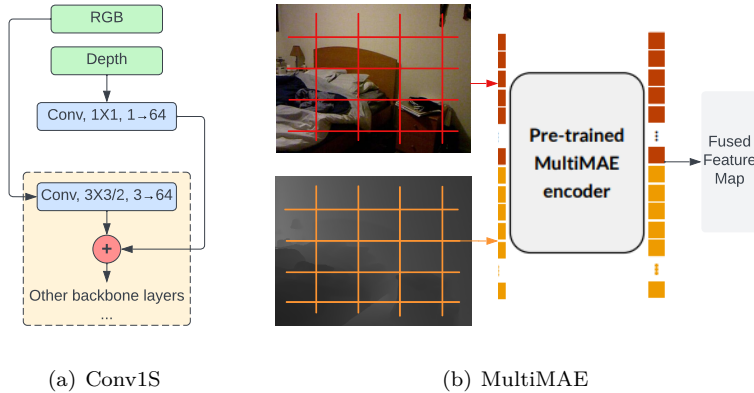 RGB
Depth
Conv, 1X1, 1→64
Conv, 3X3/2, 3→64
+
Other backbone layers
...
(a) Conv1S
Pre-trained
MultiMAE
encoder
Fused
Feature
Map
(b) MultiMAE